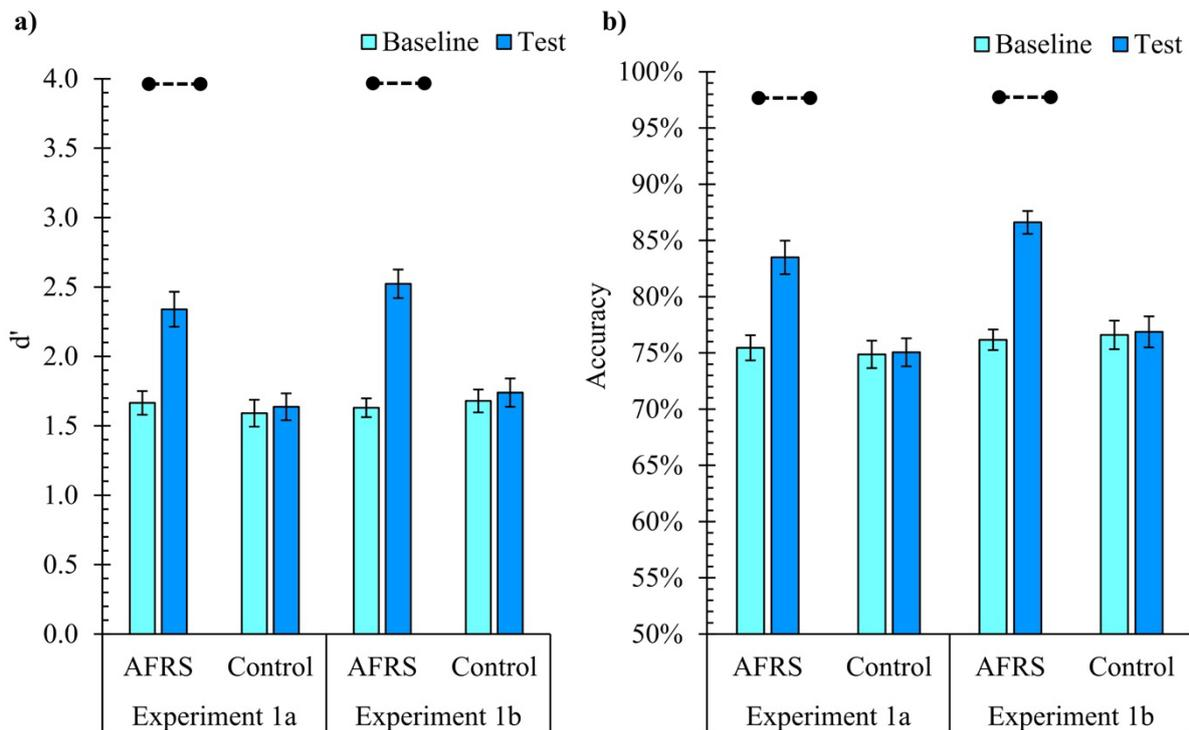 a)
Baseline Test
4.0
3.5
3.0
2.5
2.0
1.5
1.0
0.5
0.0
d'
AFRS Control AFRS Control
Experiment 1a Experiment 1b
b)
Baseline Test
100%
95%
90%
85%
80%
75%
70%
65%
60%
55%
50%
Accuracy
AFRS Control AFRS Control
Experiment 1a Experiment 1b